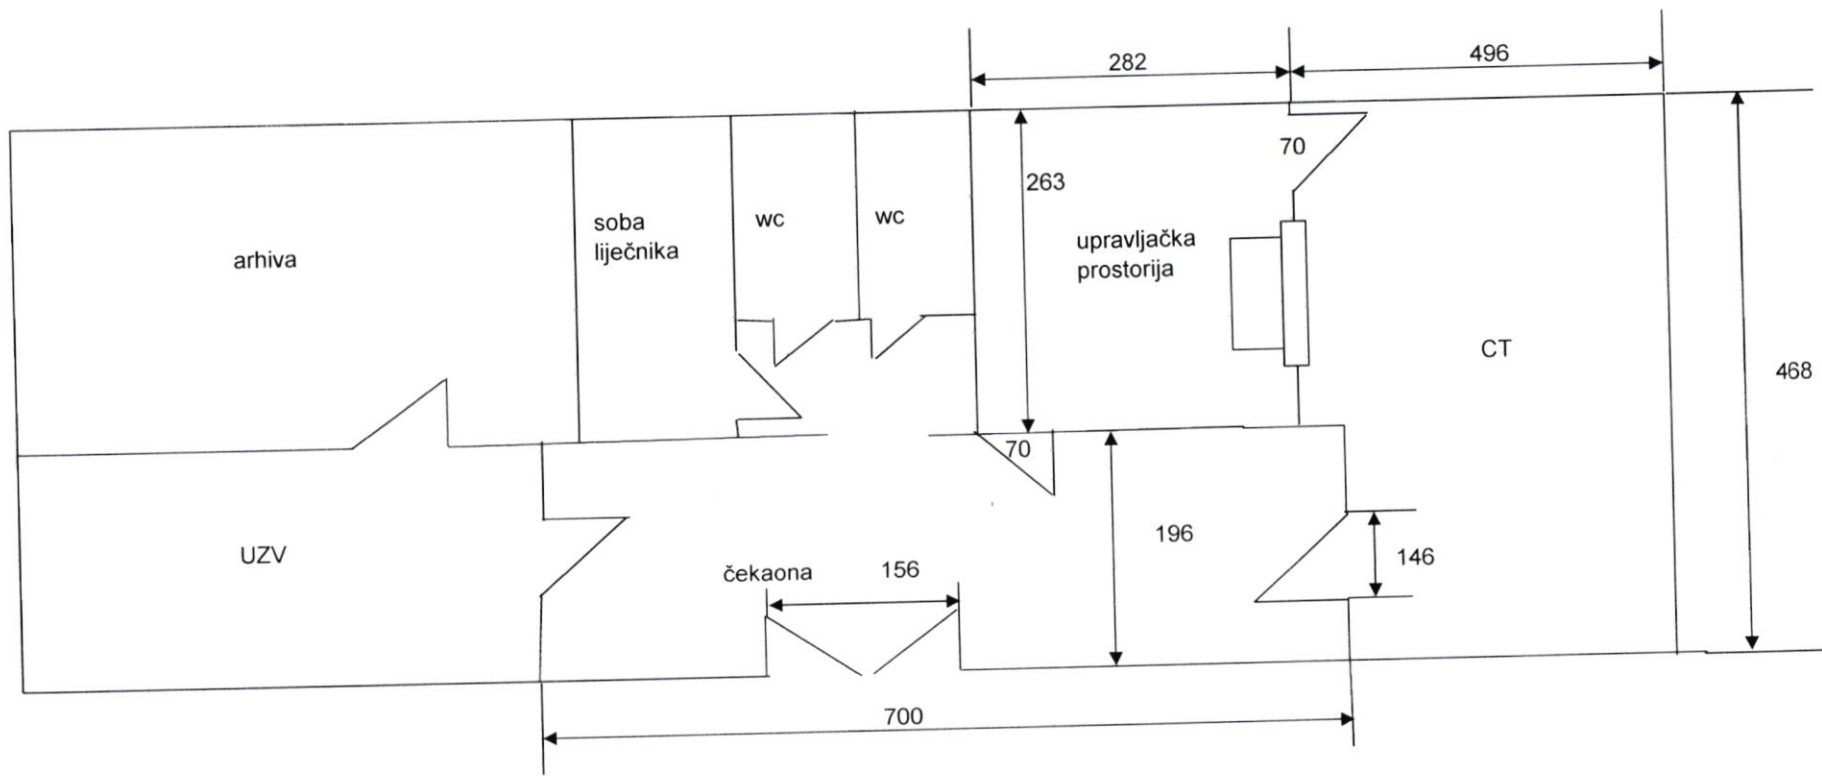 282
496
70
263
soba
liječnika
wc
wc
upravljačka
prostorija
arhiva
CT
468
70
196
UZV
146
čekaona
156
700